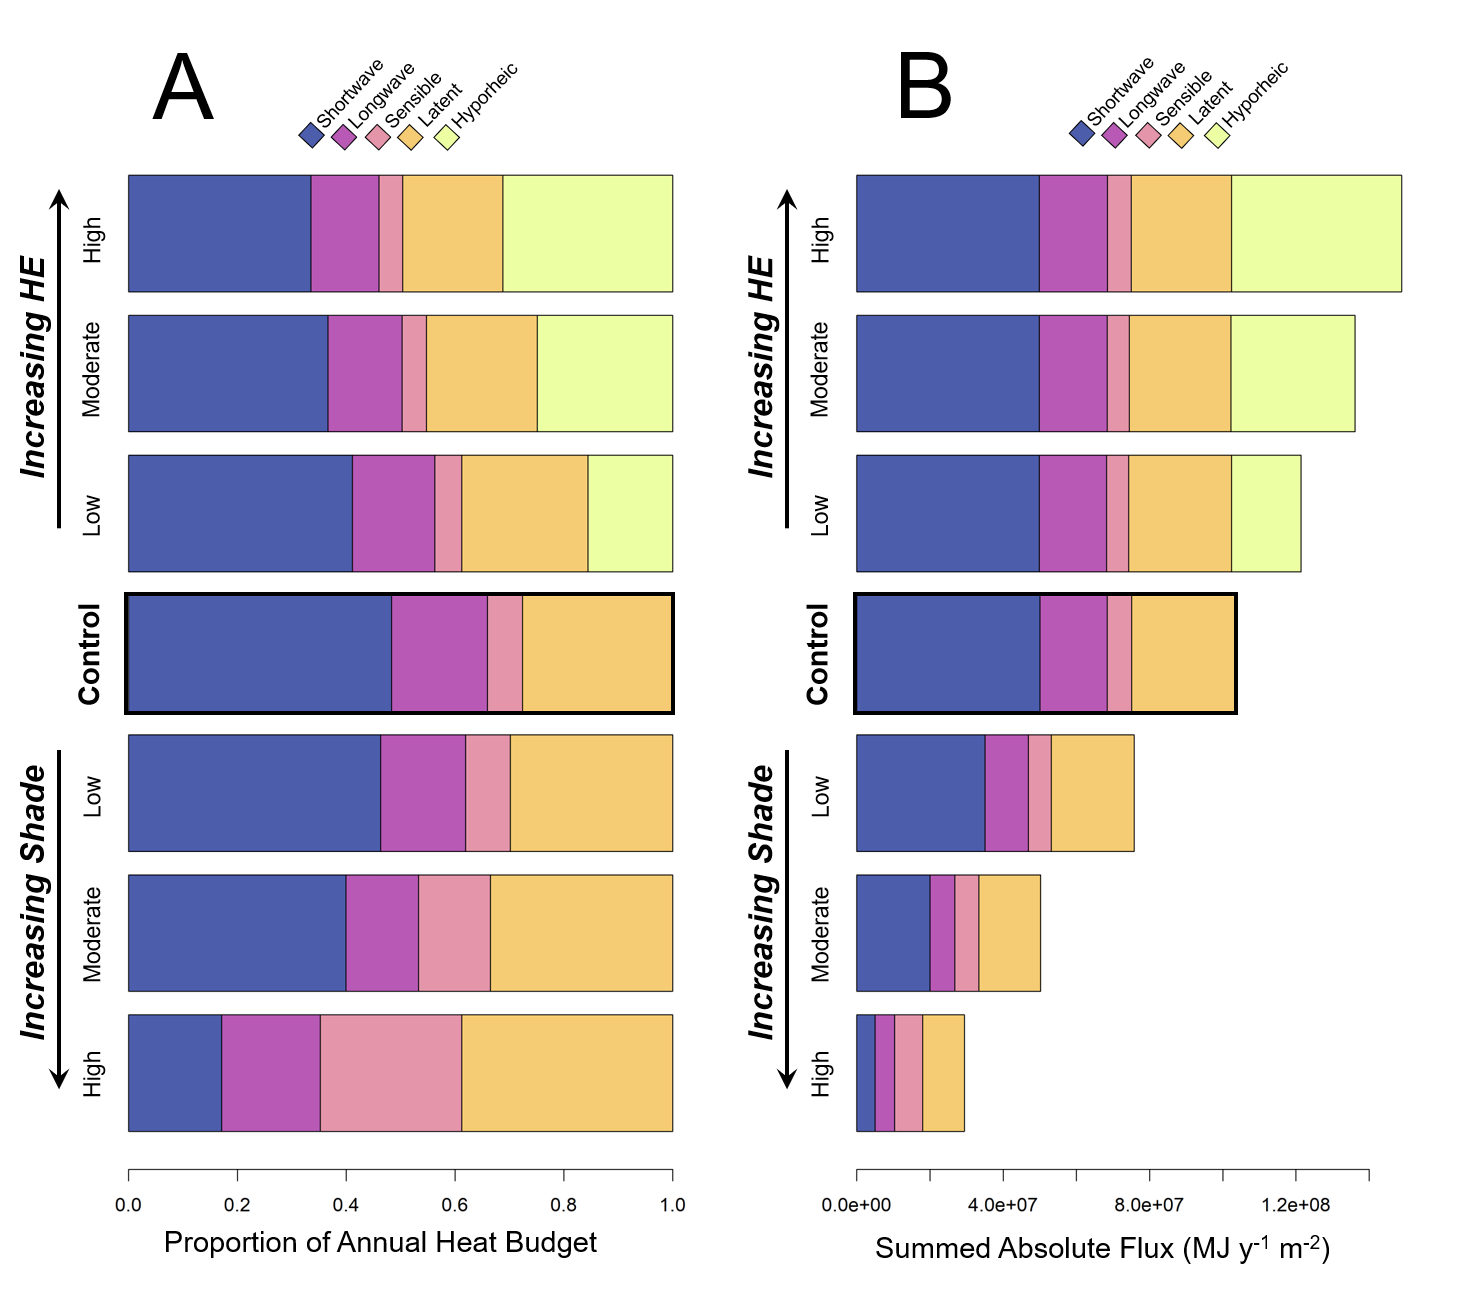 A
Shortwave
Longwave
Sensible
Latent
Hyporheic
Increasing HE
High
Moderate
Low
Control
Increasing Shade
Low
Moderate
High
0.0 0.2 0.4 0.6 0.8 1.0
Proportion of Annual Heat Budget
B
Shortwave
Longwave
Sensible
Latent
Hyporheic
Increasing HE
High
Moderate
Low
Control
Increasing Shade
Low
Moderate
High
0.0e+00 4.0e+07 8.0e+07 1.2e+08
Summed Absolute Flux (MJ y⁻¹ m⁻²)